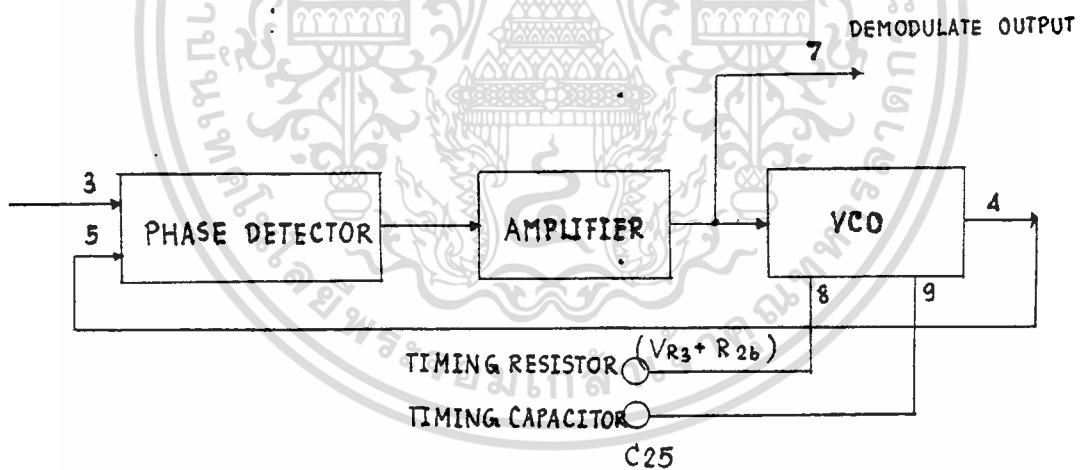 DEMODULATE OUTPUT
7
3
5
PHASE DETECTOR
AMPLIFIER
VCO
4
8
9
TIMING RESISTOR (VR3+ R26)
TIMING CAPACITOR
C25